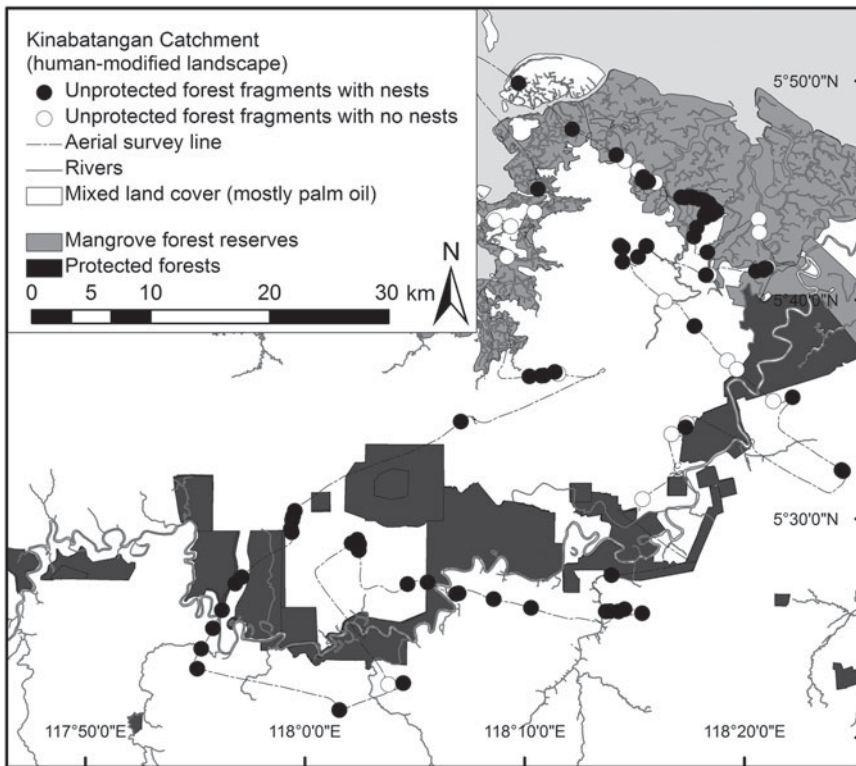 Kinabatangan Catchment
(human-modified landscape)
Unprotected forest fragments with nests
Unprotected forest fragments with no nests
Aerial survey line
Rivers
Mixed land cover (mostly palm oil)
Mangrove forest reserves
Protected forests
N
0 5 10 20 30 km
5°50'0"N
5°40'0"N
5°30'0"N
117°50'0"E 118°0'0"E 118°10'0"E 118°20'0"E